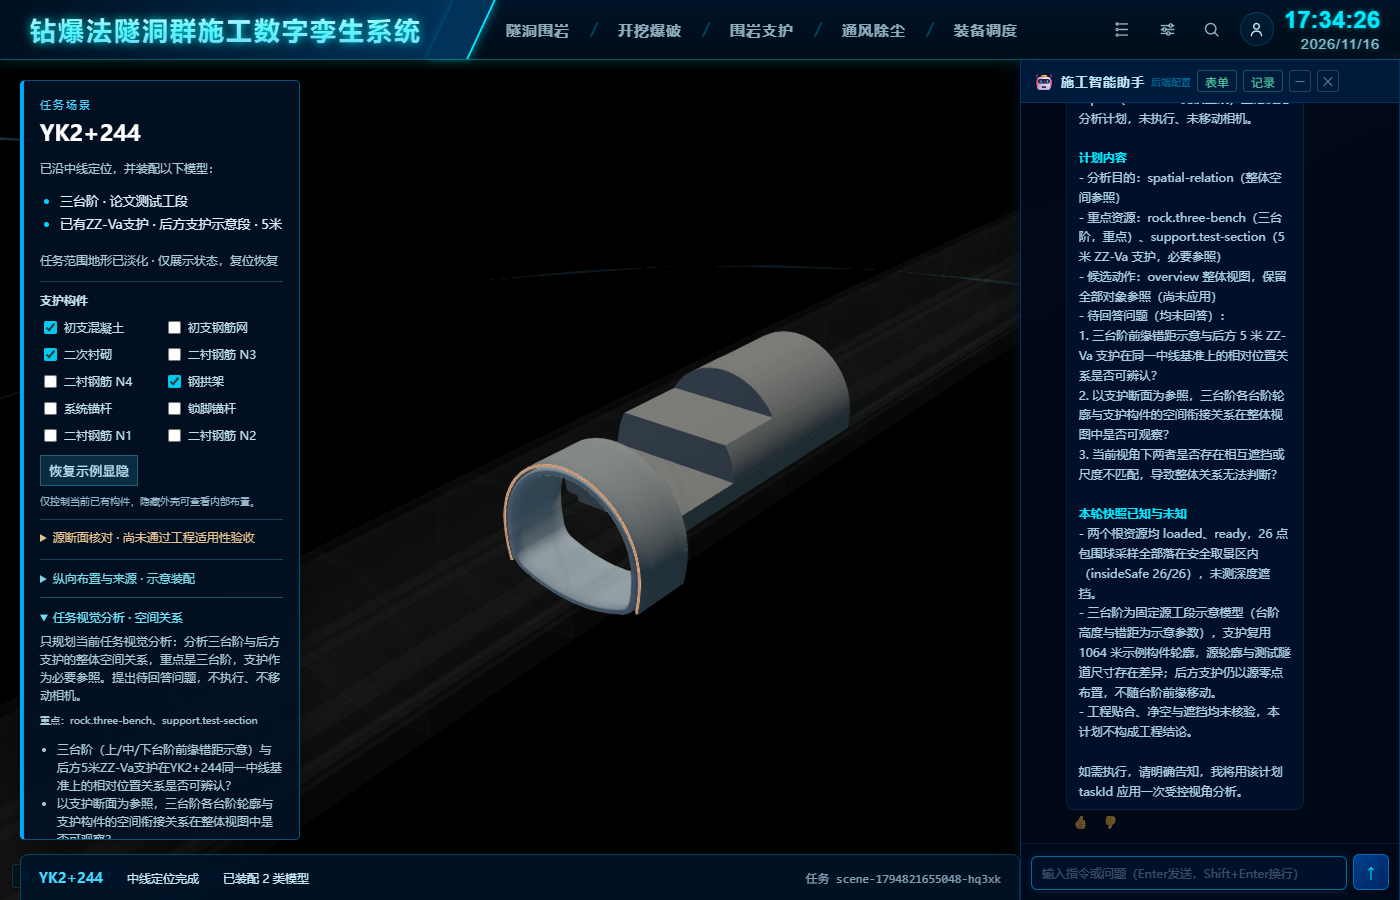 钻爆法隧洞群施工数字孪生系统
隧洞围岩 / 开挖爆破 / 围岩支护 / 通风除尘 / 装备调度
17:34:26
2026/11/16
任务场景
YK2+244
已沿中线定位，并装配以下模型：
三台阶 · 论文测试工段
已有ZZ-Va支护 · 后方支护示意段 · 5米
任务范围地形已淡化 · 仅展示状态，复位恢复
支护构件
初支混凝土 初支钢筋网
二次衬砌 二衬钢筋 N3
二衬钢筋 N4 钢拱架
系统锚杆 锁脚锚杆
二衬钢筋 N1 二衬钢筋 N2
恢复示例显隐
仅控制当前已有构件，隐藏外壳可查看内部布置。
源断面核对 · 尚未通过工程适用性验收
纵向布置与来源 · 示意装配
任务视觉分析 · 空间关系
只规划当前任务视觉分析：分析三台阶与后方
支护的整体空间关系，重点是三台阶，支护作
为必要参照。提出待回答问题，不执行、不移
动相机。
重点：rock.three-bench、support.test-section
三台阶（上/中/下台阶前缘错距示意）与
后方5米ZZ-Va支护在YK2+244同一中线基
准上的相对位置关系是否可辨认？
以支护断面为参照，三台阶各台阶轮廓与
支护构件的空间衔接关系在整体视图中是
否可观察？
YK2+244 中线定位完成 已装配 2 类模型
任务 scene-1794821655048-hq3xk
施工智能助手 后端配置 表单 记录
分析计划，未执行、未移动相机。
计划内容
- 分析目的：spatial-relation（整体空
间参照）
- 重点资源：rock.three-bench（三台
阶，重点）、support.test-section（5
米 ZZ-Va 支护，必要参照）
- 候选动作：overview 整体视图，保留
全部对象参照（尚未应用）
- 待回答问题（均未回答）：
1. 三台阶前缘错距示意与后方 5 米 ZZ-
Va 支护在同一中线基准上的相对位置关
系是否可辨认？
2. 以支护断面为参照，三台阶各台阶轮
廓与支护构件的空间衔接关系在整体视
图中是否可观察？
3. 当前视角下两者是否存在相互遮挡或
尺度不匹配，导致整体关系无法判断？
本轮快照已知与未知
- 两个根资源均 loaded、ready，26 点
包围球采样全部落在安全取景区内
（insideSafe 26/26），未测深度遮
挡。
- 三台阶为固定源工段示意模型（台阶
高度与错距为示意参数），支护复用
1064 米示例构件轮廓，源轮廓与测试隧
道尺寸存在差异；后方支护仍以源零点
布置，不随台阶前缘移动。
- 工程贴合、净空与遮挡均未核验，本
计划不构成工程结论。
如需执行，请明确告知，我将用该计划
taskId 应用一次受控视角分析。
输入指令或问题（Enter发送，Shift+Enter换行）